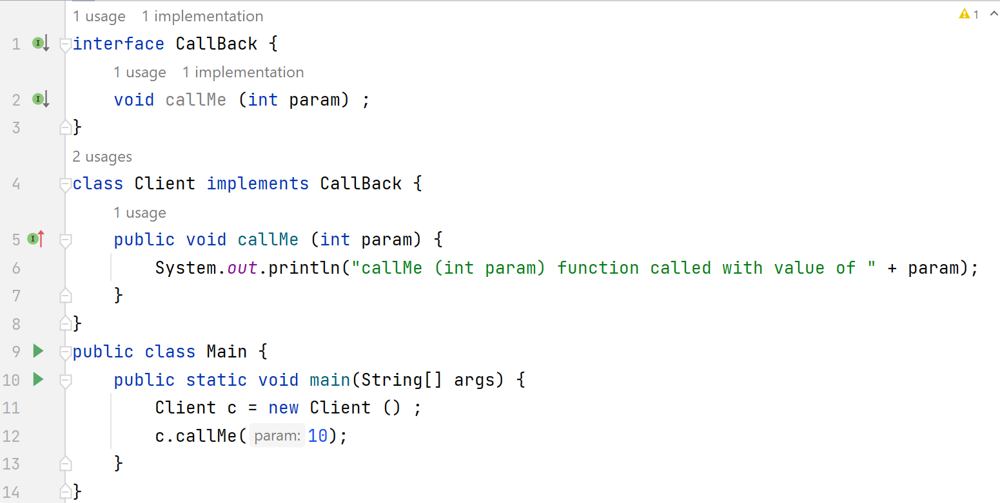 1 usage 1 implementation
1 interface CallBack {
1 usage 1 implementation
2 void callMe (int param) ;
3 }
2 usages
4 class Client implements CallBack {
1 usage
5 public void callMe (int param) {
6 System.out.println("callMe (int param) function called with value of " + param);
7 }
8 }
9 public class Main {
10 public static void main(String[] args) {
11 Client c = new Client () ;
12 c.callMe( param: 10);
13 }
14 }
1